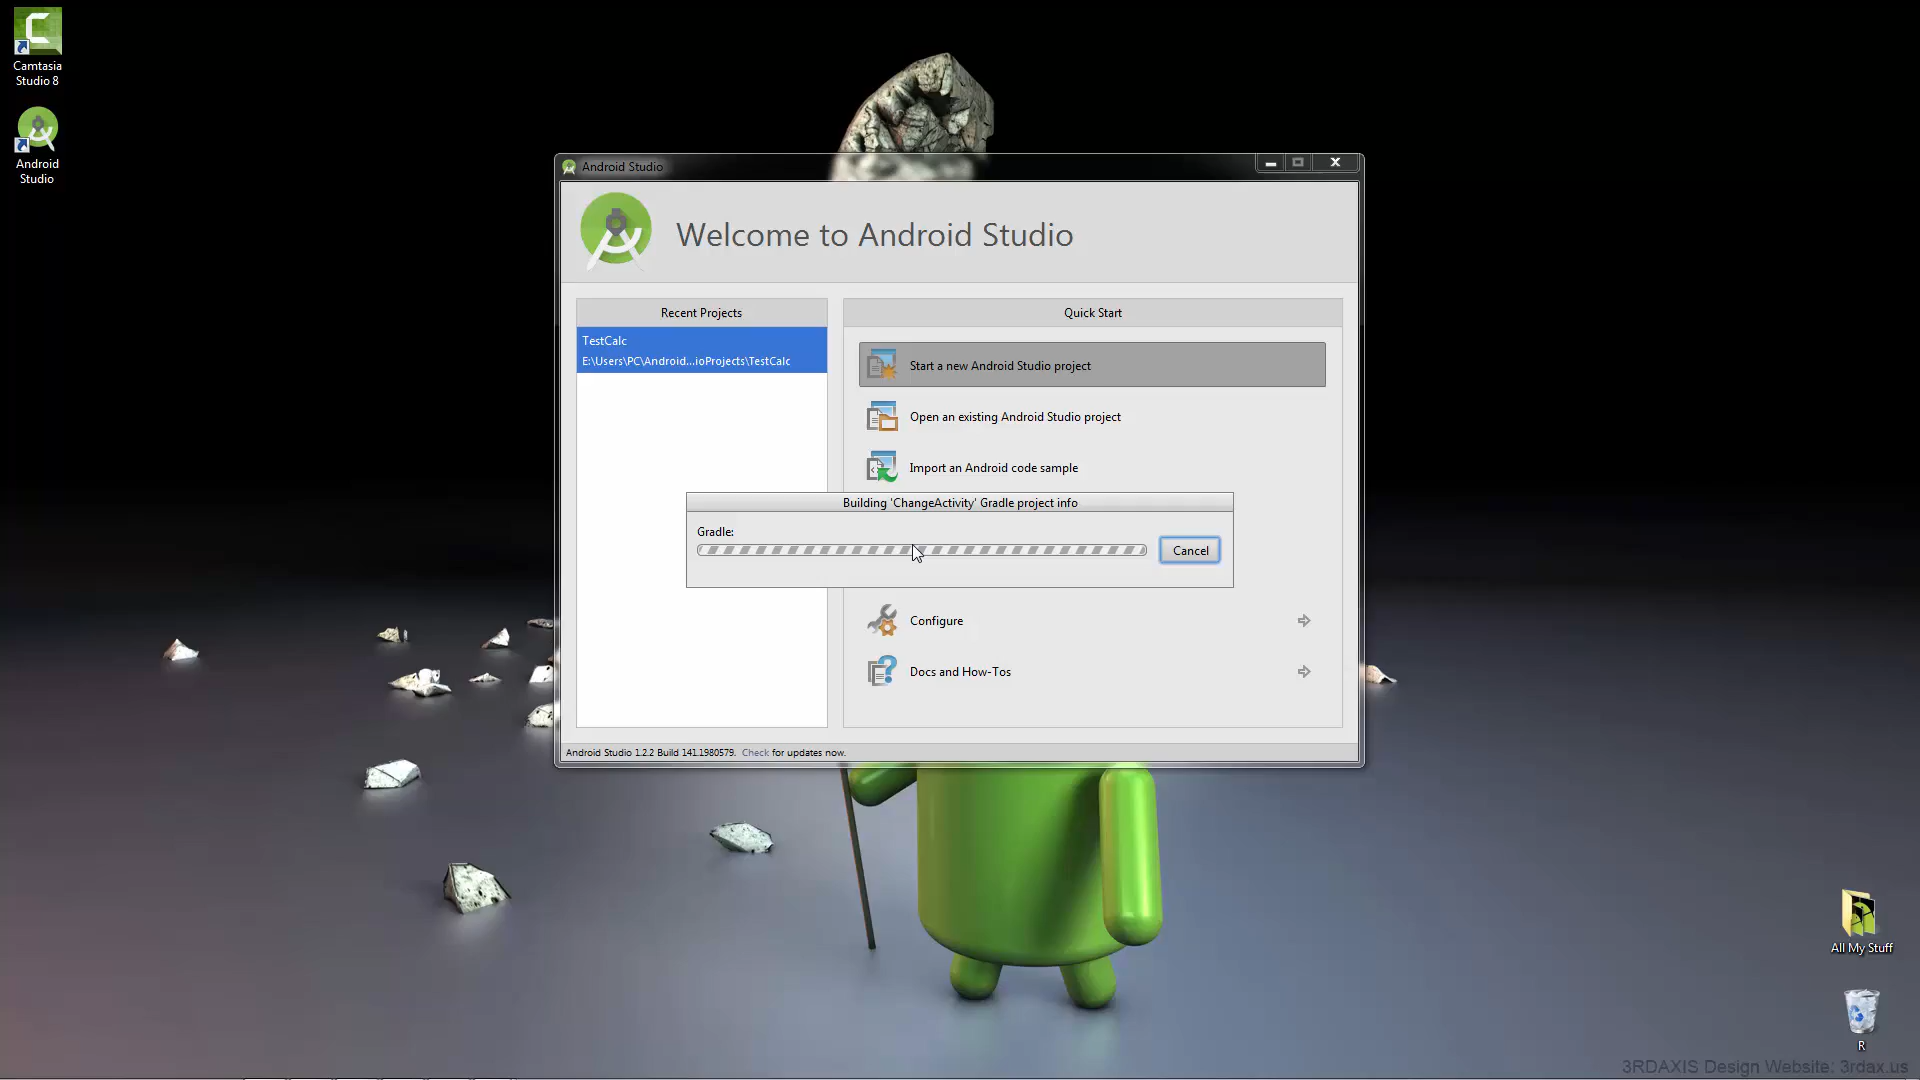 Camtasia
Studio 8
Android
Studio
Android Studio
Welcome to Android Studio
Recent Projects
TestCalc
E:\Users\PC\Android...ioProjects\TestCalc
Quick Start
Start a new Android Studio project
Open an existing Android Studio project
Import an Android code sample
Building 'ChangeActivity' Gradle project info
Gradle:
Cancel
Configure
Docs and How-Tos
Android Studio 1.2.2 Build 141.1980579. Check for updates now.
All My Stuff
R
3RDAXIS Design Website: 3rdax.us